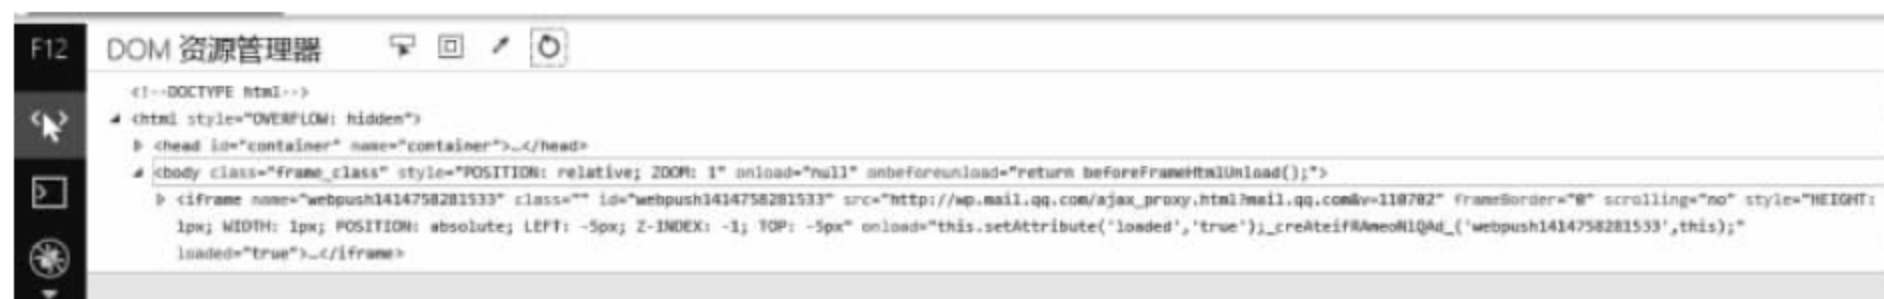 F12 DOM 资源管理器
<!--DOCTYPE html-->
<html style="OVERFLOW: hidden">
<head id="container" name="container">…</head>
<body class="frame_class" style="POSITION: relative; ZOOM: 1" onload="null" onbeforeunload="return beforeFrameHtmlUnload();">
<iframe name="webpush1414758281533" class="" id="webpush1414758281533" src="http://wp.mail.qq.com/ajax_proxy.html?mail.qq.com&v=110702" frameBorder="0" scrolling="no" style="HEIGHT:
1px; WIDTH: 1px; POSITION: absolute; LEFT: -5px; Z-INDEX: -1; TOP: -5px" onload="this.setAttribute('loaded','true');_creAteifRAmeoNlQAd_('webpush1414758281533',this);"
loaded="true">…</iframe>